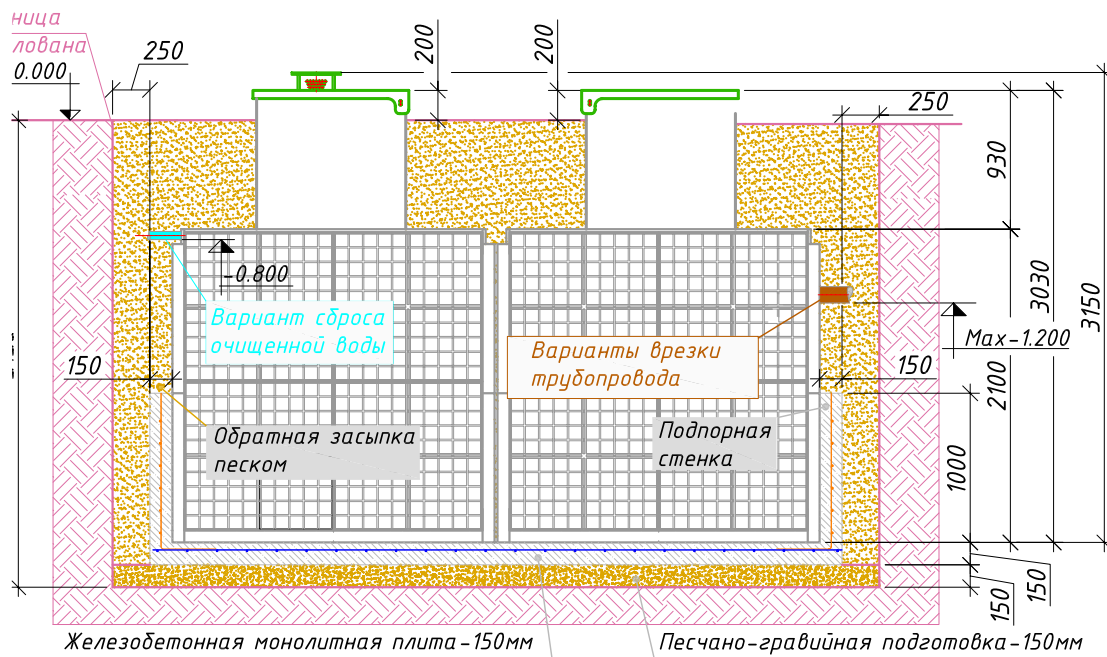 ница
лована
0.000
250
200
200
250
930
3030
3150
-0.800
Вариант сброса
очищенной воды
Варианты врезки
трубопровода
Max-1.200
150
150
2100
Обратная засыпка
песком
Подпорная
стенка
1000
150
150
Железобетонная монолитная плита-150мм
Песчано-гравийная подготовка-150мм